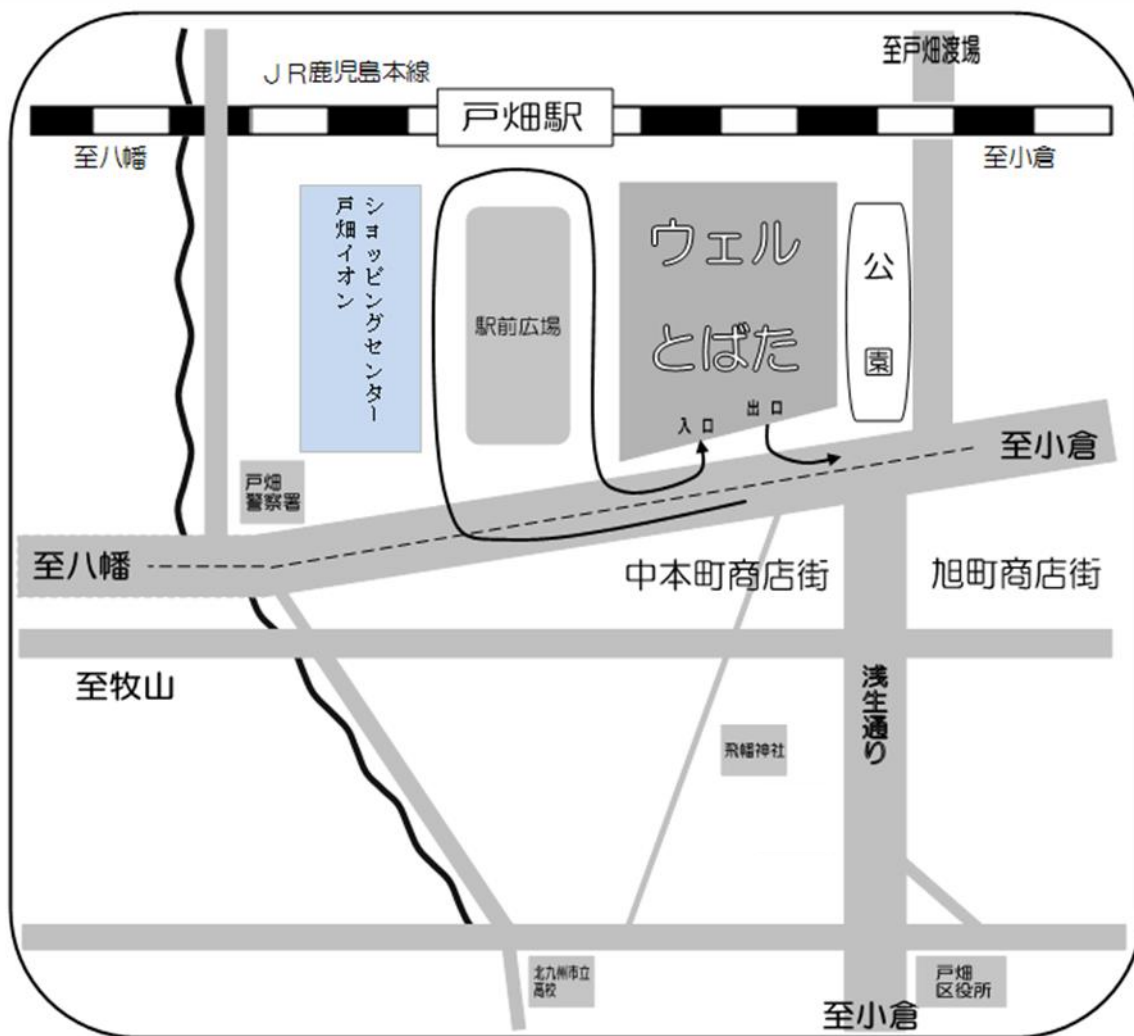 至戸畑渡場
JR鹿児島本線
戸畑駅
至八幡
至小倉
ショッピングセンター
戸畑イオン
駅前広場
ウェル
とばた
公
園
入口
出口
至小倉
戸畑
警察署
至八幡
中本町商店街
旭町商店街
至牧山
浅生通り
飛幡神社
北九州市立
高校
戸畑
区役所
至小倉